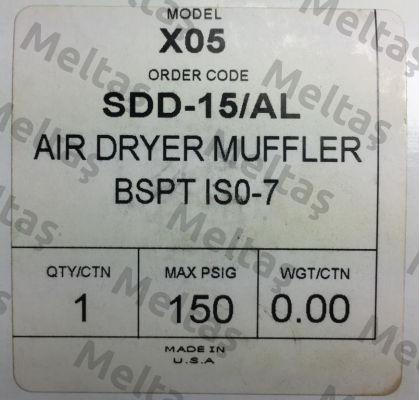 MODEL
X05
ORDER CODE
SDD-15/AL
AIR DRYER MUFFLER
BSPT IS0-7
QTY/CTN
1
MAX PSIG
150
WGT/CTN
0.00
MADE IN
U.S.A
Meltaş